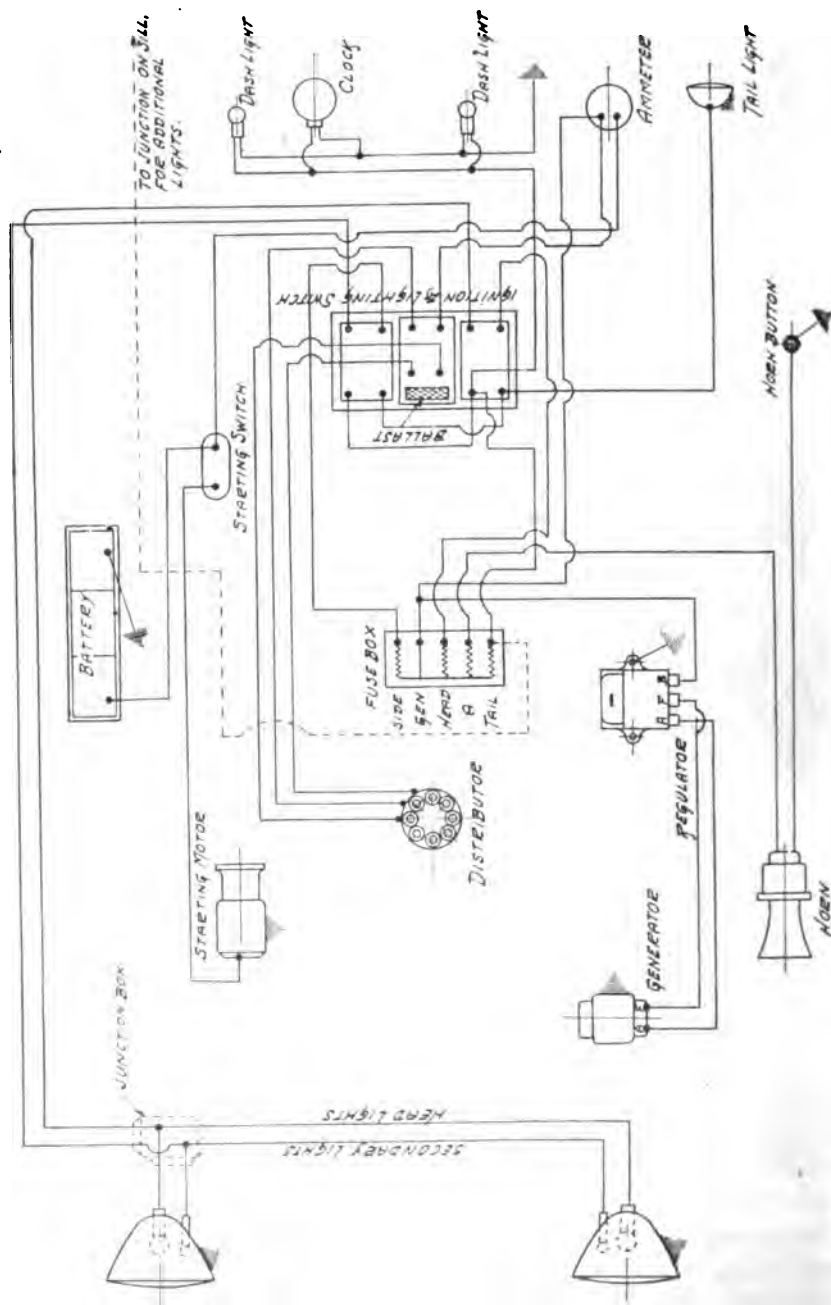 TO JUNCTION ON SILL.
FOR ADDITIONAL
LIGHTS.
DASH LIGHT
CLOCK
DASH LIGHT
AMMETER
TAIL LIGHT
IGNITION & LIGHTING SWITCH
BALLAST
STARTING SWITCH
HORN BUTTON
BATTERY
FUSE BOX
SIDE
GEN
HEAD
A
TAIL
A F B
REGULATOR
DISTRIBUTOR
STARTING MOTOR
GENERATOR
A F
HORN
JUNCTION BOX
HEAD LIGHTS
SECONDARY LIGHTS